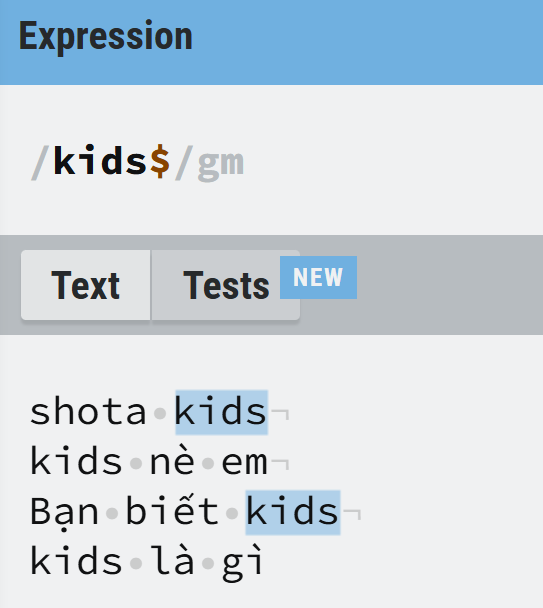 Expression
/kids$/gm
Text Tests NEW
shota·kids¬
kids·nè·em¬
Bạn·biết·kids¬
kids·là·gì